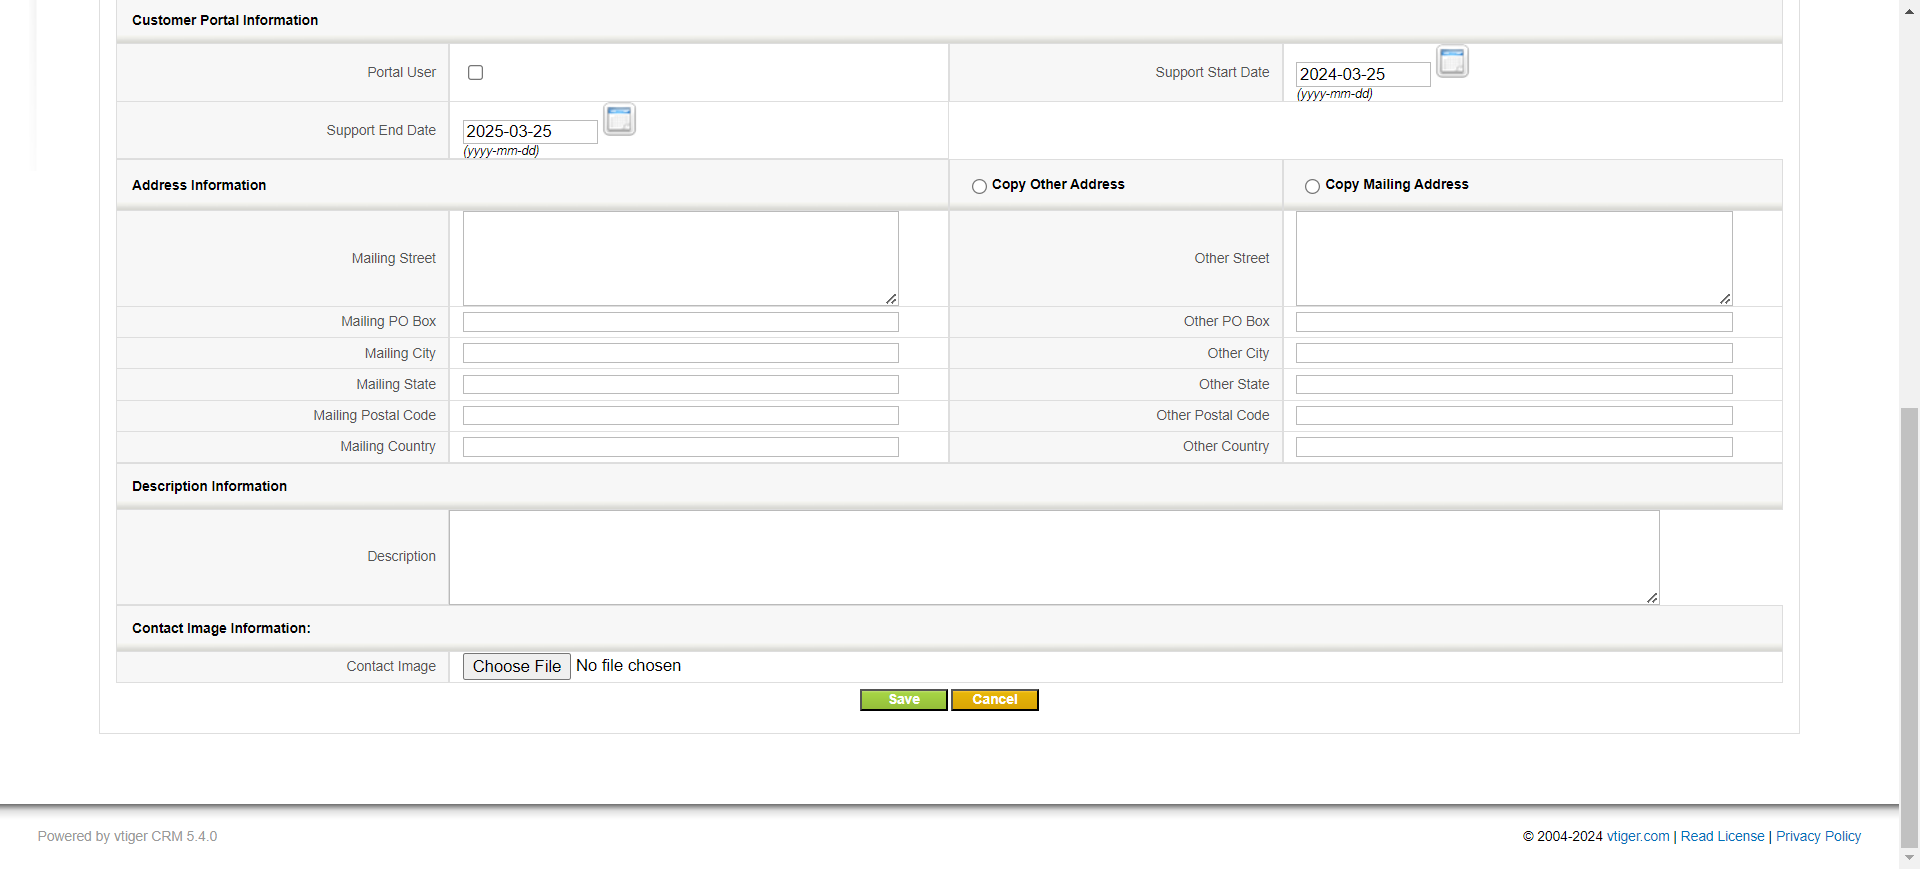 Customer Portal Information
Portal User
Support Start Date 2024-03-25
(yyyy-mm-dd)
Support End Date 2025-03-25
(yyyy-mm-dd)
Address Information Copy Other Address Copy Mailing Address
Mailing Street Other Street
Mailing PO Box Other PO Box
Mailing City Other City
Mailing State Other State
Mailing Postal Code Other Postal Code
Mailing Country Other Country
Description Information
Description
Contact Image Information:
Contact Image Choose File No file chosen
Save Cancel
Powered by vtiger CRM 5.4.0 © 2004-2024 vtiger.com | Read License | Privacy Policy